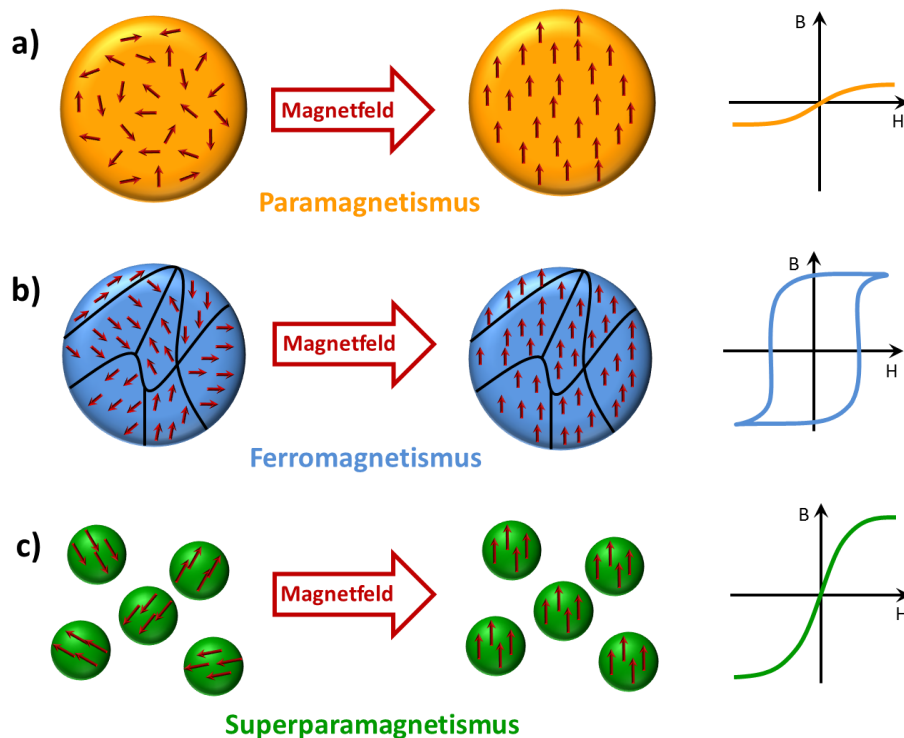 a)
Magnetfeld
B
H
Paramagnetismus
b)
Magnetfeld
B
H
Ferromagnetismus
c)
Magnetfeld
B
H
Superparamagnetismus